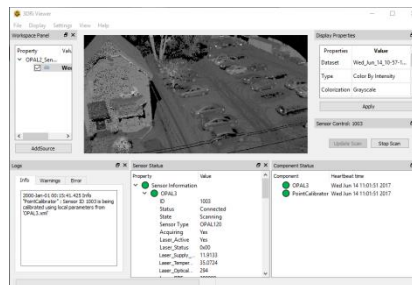 3DRi Viewer
File Display Settings View Help
Workspace Panel
Property Valu
OPAL2_Sen...
AddSource
Display Properties
Properties Value
Dataset Wed_Jun_14_10-57-1...
Type Color By Intensity
Colorization Grayscale
Apply
Sensor Control: 1003
Update Scan Stop Scan
Logs
Info Warnings Error
2000-Jan-01 00:15:41.425 Info
"PointCalibrator" : Sensor ID 1003 is being
calibrated using local parameters from
'OPAL3.xml'
Sensor Status
Property Value
Sensor Information
OPAL3
ID 1003
Status Connected
State Scanning
Sensor Type OPAL120
Acquiring Yes
Laser_Active Yes
Laser_Status 0x00
Laser_Supply_... 11.9133
Laser_Temper... 35.0724
Laser_Optical... 294
Component Status
Component Heartbeat time
OPAL3 Wed Jun 14 11:01:51 2017
PointCalibrator Wed Jun 14 11:01:51 2017